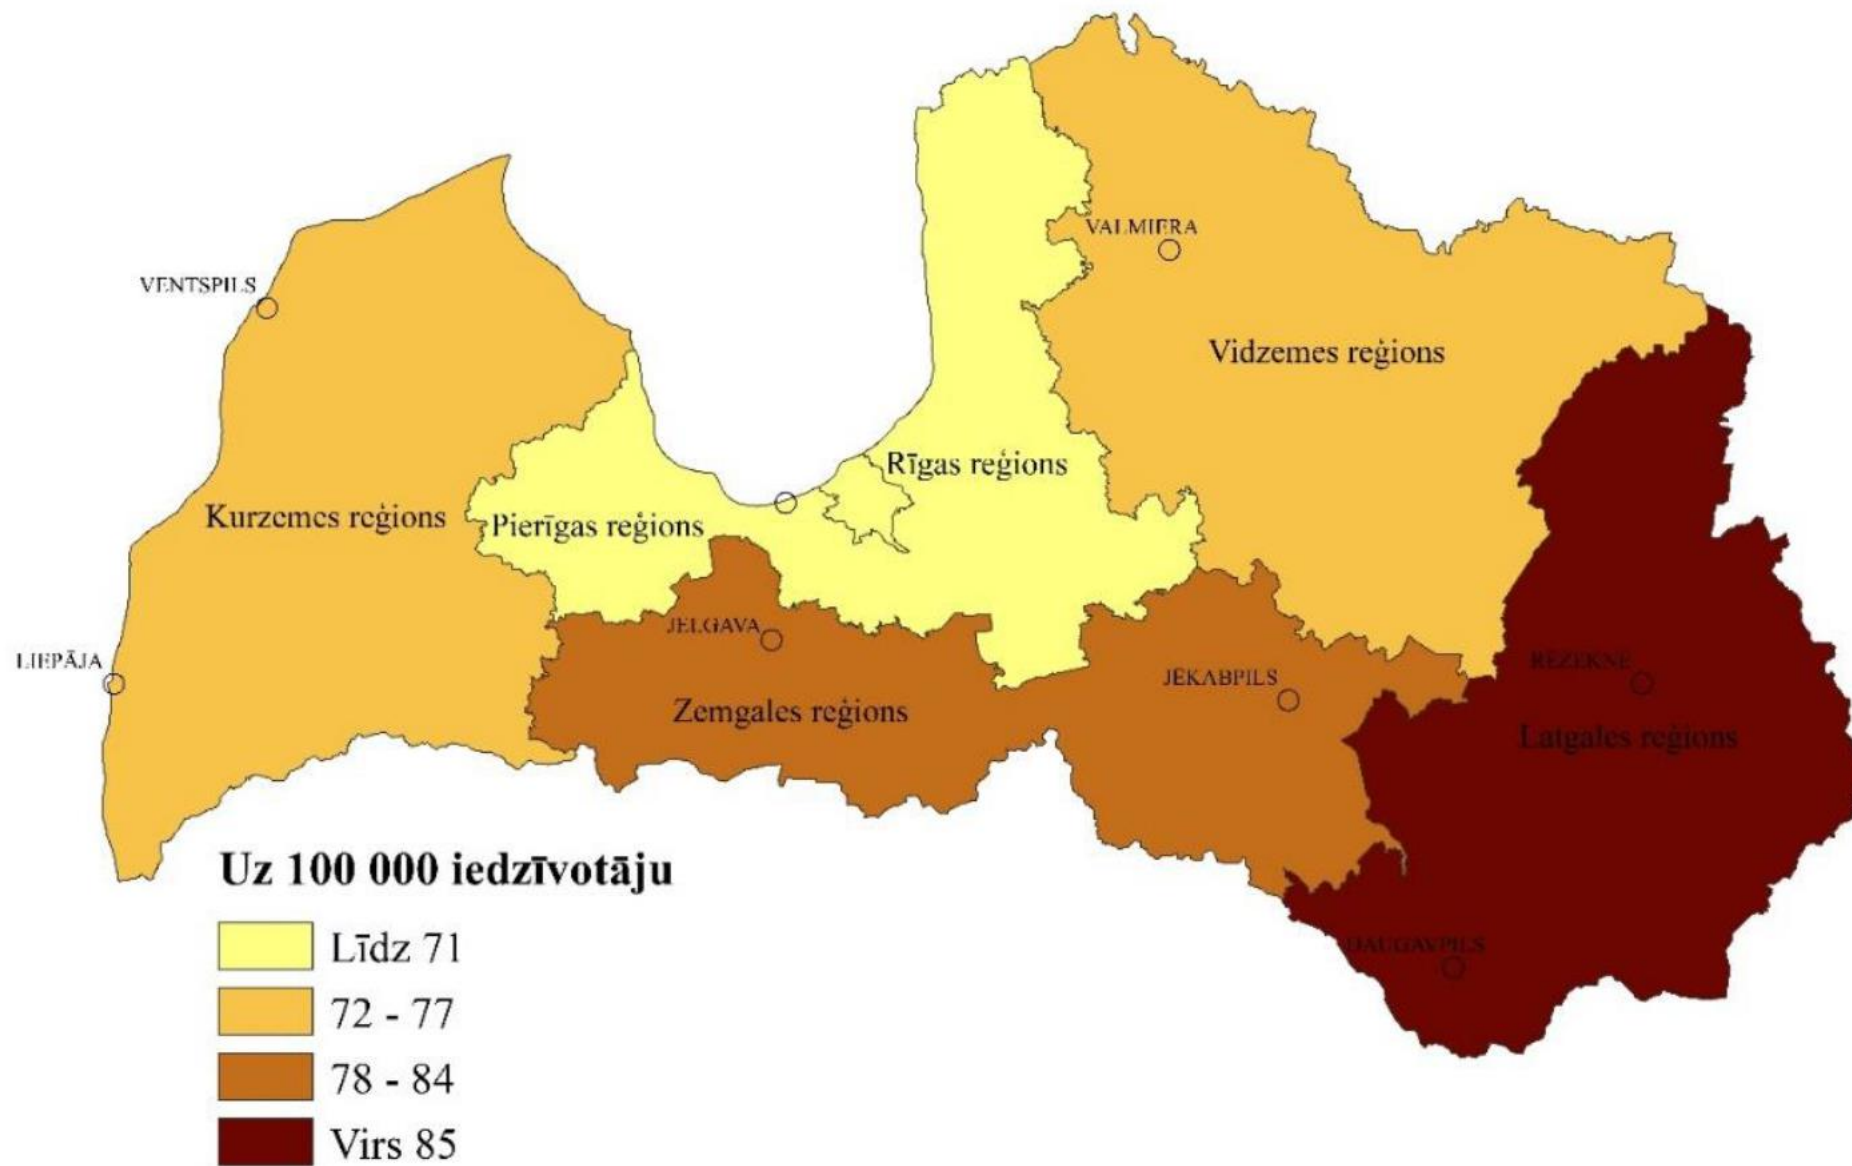 VALMIERA
VENTSPILS
Vidzemes reģions
Rīgas reģions
Kurzemes reģions
Pierīgas reģions
JELGAVA
LIEPĀJA
JĒKABPILS
RĒZEKNE
Zemgales reģions
Latgales reģions
DAUGAVPILS
Uz 100 000 iedzīvotāju
Līdz 71
72 - 77
78 - 84
Virs 85